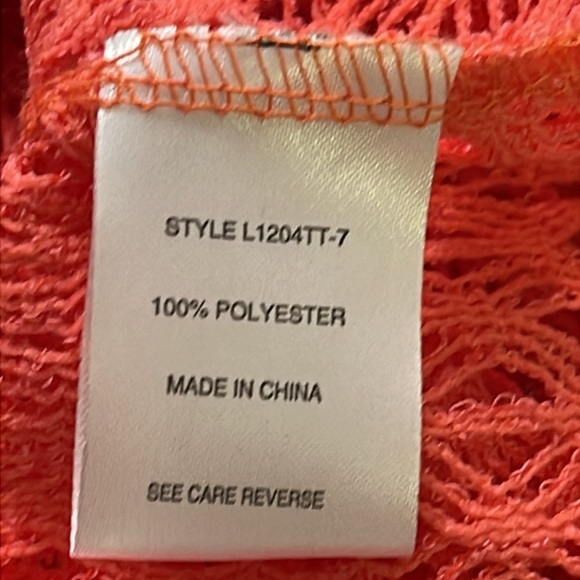 STYLE L1204TT-7
100% POLYESTER
MADE IN CHINA
SEE CARE REVERSE